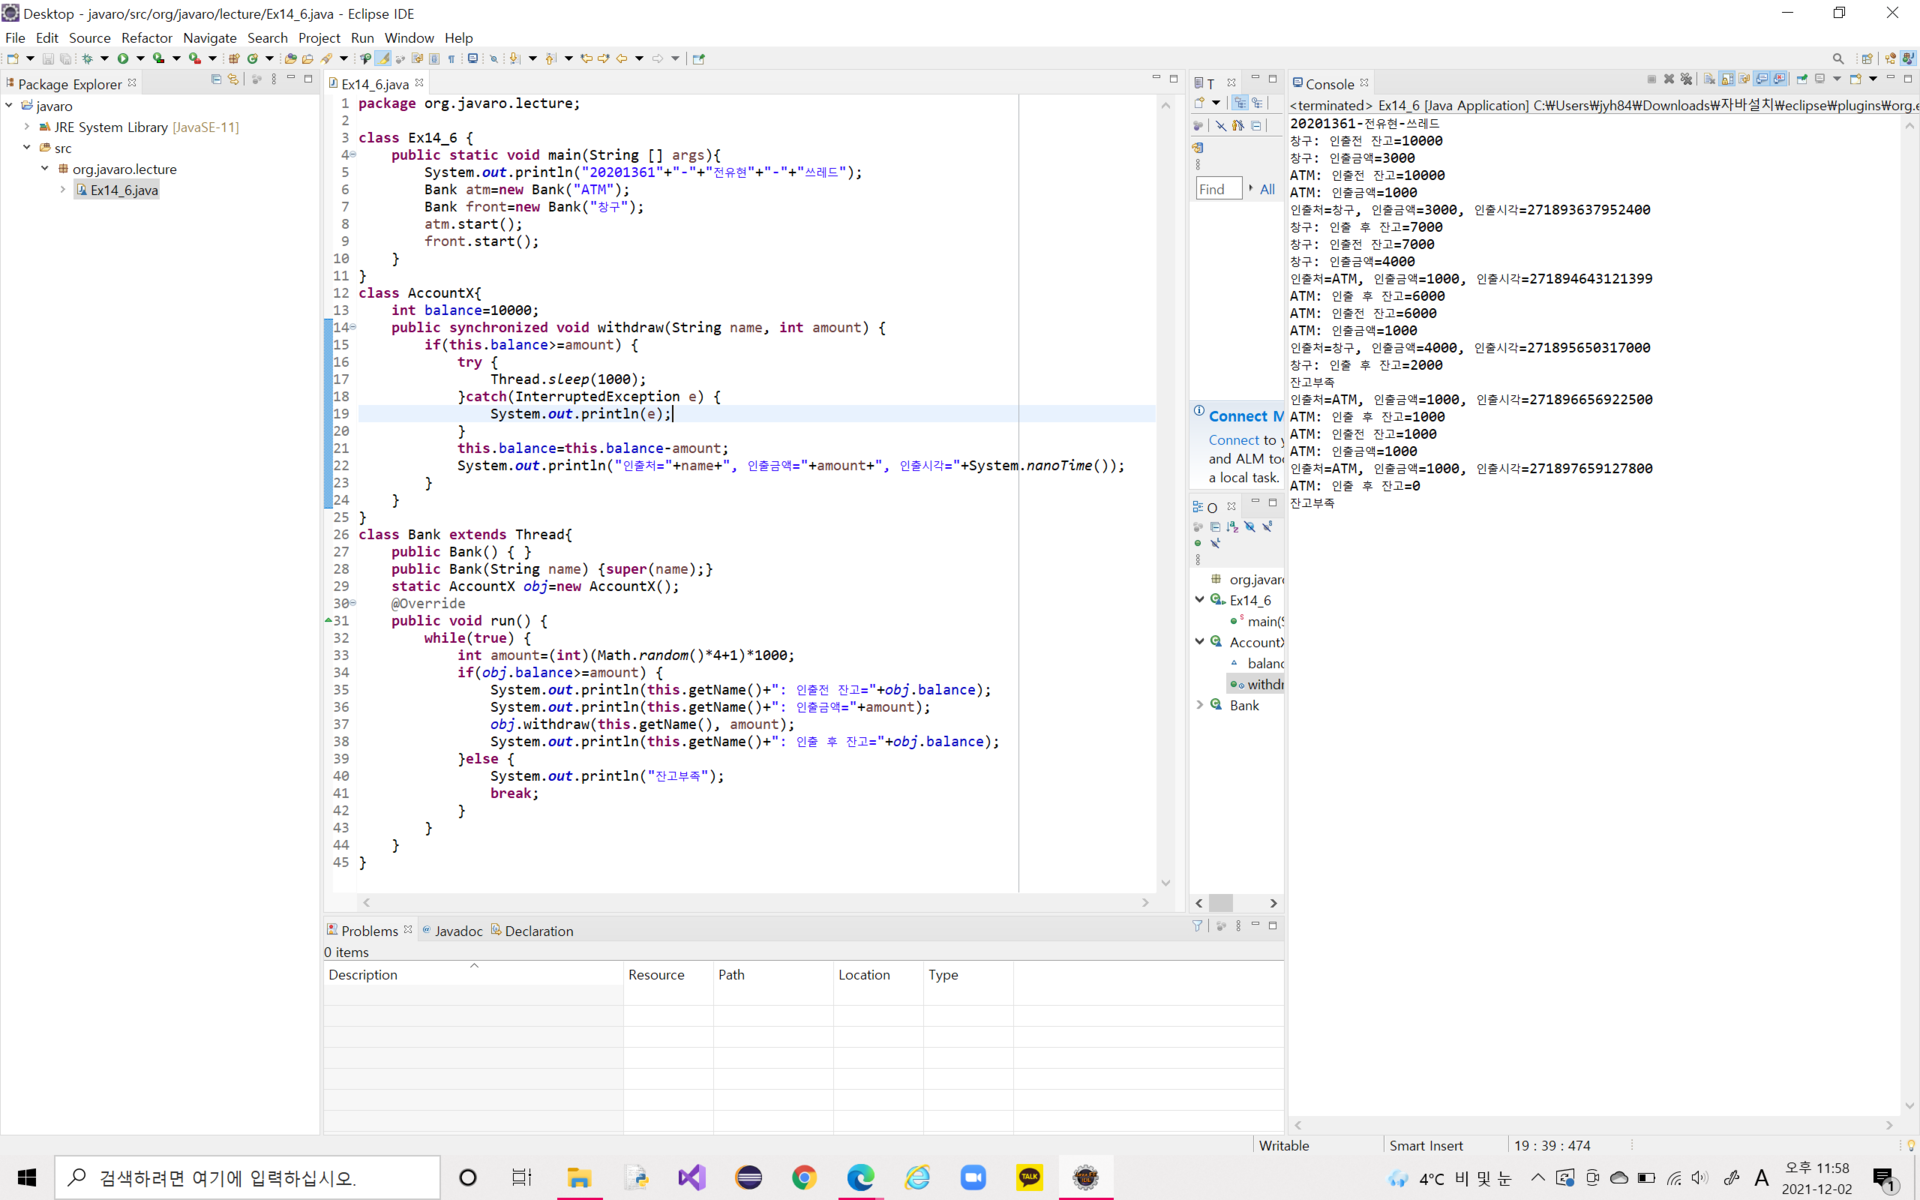 Desktop - javaro/src/org/javaro/lecture/Ex14_6.java - Eclipse IDE
File Edit Source Refactor Navigate Search Project Run Window Help
Package Explorer
javaro
JRE System Library [JavaSE-11]
src
org.javaro.lecture
Ex14_6.java
Ex14_6.java
1 package org.javaro.lecture;
2
3 class Ex14_6 {
4 public static void main(String [] args){
5 System.out.println("20201361"+"-"+"전유현"+"-"+"쓰레드");
6 Bank atm=new Bank("ATM");
7 Bank front=new Bank("창구");
8 atm.start();
9 front.start();
10 }
11 }
12 class AccountX{
13 int balance=10000;
14 public synchronized void withdraw(String name, int amount) {
15 if(this.balance>=amount) {
16 try {
17 Thread.sleep(1000);
18 }catch(InterruptedException e) {
19 System.out.println(e);
20 }
21 this.balance=this.balance-amount;
22 System.out.println("인출처="+name+", 인출금액="+amount+", 인출시각="+System.nanoTime());
23 }
24 }
25 }
26 class Bank extends Thread{
27 public Bank() { }
28 public Bank(String name) {super(name);}
29 static AccountX obj=new AccountX();
30 @Override
31 public void run() {
32 while(true) {
33 int amount=(int)(Math.random()*4+1)*1000;
34 if(obj.balance>=amount) {
35 System.out.println(this.getName()+": 인출전 잔고="+obj.balance);
36 System.out.println(this.getName()+": 인출금액="+amount);
37 obj.withdraw(this.getName(), amount);
38 System.out.println(this.getName()+": 인출 후 잔고="+obj.balance);
39 }else {
40 System.out.println("잔고부족");
41 break;
42 }
43 }
44 }
45 }
T
Find All
Connect M
Connect to y
and ALM to
a local task.
O
org.javar
Ex14_6
main(S
AccountX
balanc
withdr
Bank
Console
<terminated> Ex14_6 [Java Application] C:₩Users₩jyh84₩Downloads₩자바설치₩eclipse₩plugins₩org.e
20201361-전유현-쓰레드
창구: 인출전 잔고=10000
창구: 인출금액=3000
ATM: 인출전 잔고=10000
ATM: 인출금액=1000
인출처=창구, 인출금액=3000, 인출시각=271893637952400
창구: 인출 후 잔고=7000
창구: 인출전 잔고=7000
창구: 인출금액=4000
인출처=ATM, 인출금액=1000, 인출시각=271894643121399
ATM: 인출 후 잔고=6000
ATM: 인출전 잔고=6000
ATM: 인출금액=1000
인출처=창구, 인출금액=4000, 인출시각=271895650317000
창구: 인출 후 잔고=2000
잔고부족
인출처=ATM, 인출금액=1000, 인출시각=271896656922500
ATM: 인출 후 잔고=1000
ATM: 인출전 잔고=1000
ATM: 인출금액=1000
인출처=ATM, 인출금액=1000, 인출시각=271897659127800
ATM: 인출 후 잔고=0
잔고부족
Problems Javadoc Declaration
0 items
Description Resource Path Location Type
Writable Smart Insert 19 : 39 : 474
검색하려면 여기에 입력하십시오.
TALK
4°C 비 및 눈
A
오후 11:58
2021-12-02
1